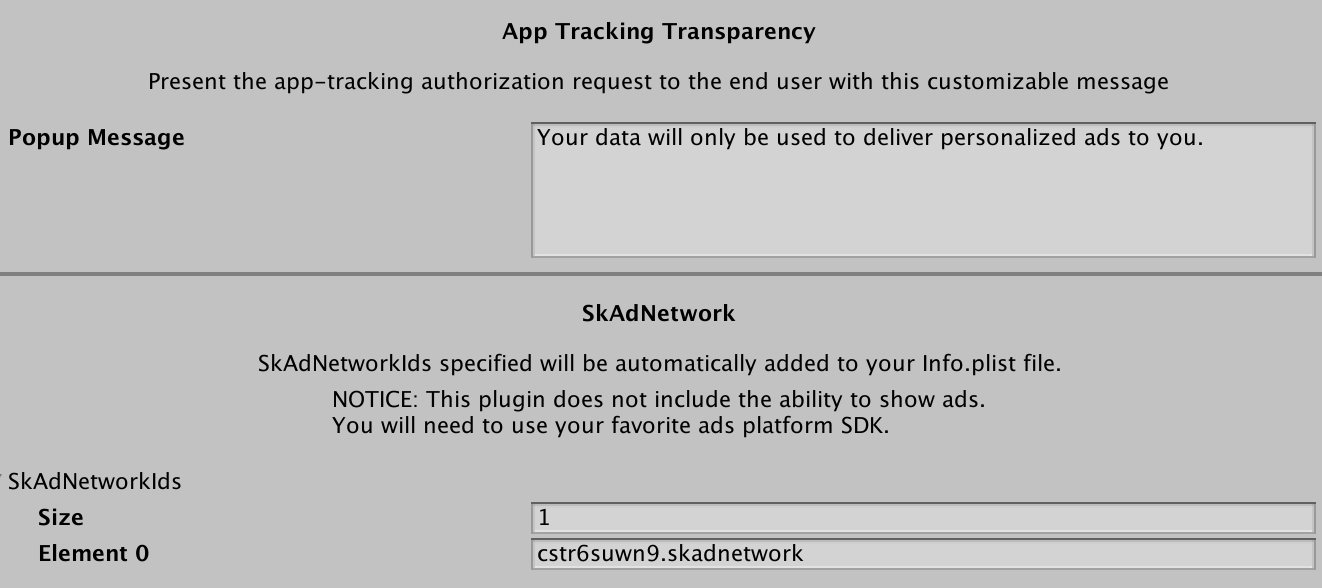 App Tracking Transparency
Present the app-tracking authorization request to the end user with this customizable message
Popup Message
Your data will only be used to deliver personalized ads to you.
SkAdNetwork
SkAdNetworkIds specified will be automatically added to your Info.plist file.
NOTICE: This plugin does not include the ability to show ads.
You will need to use your favorite ads platform SDK.
SkAdNetworkIds
Size 1
Element 0 cstr6suwn9.skadnetwork